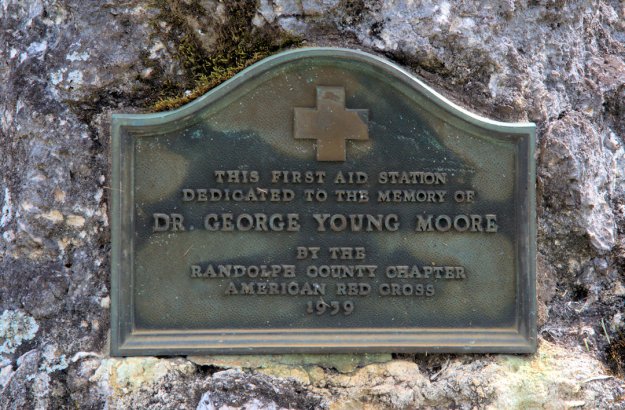 THIS FIRST AID STATION
DEDICATED TO THE MEMORY OF
DR. GEORGE YOUNG MOORE
BY THE
RANDOLPH COUNTY CHAPTER
AMERICAN RED CROSS
1959